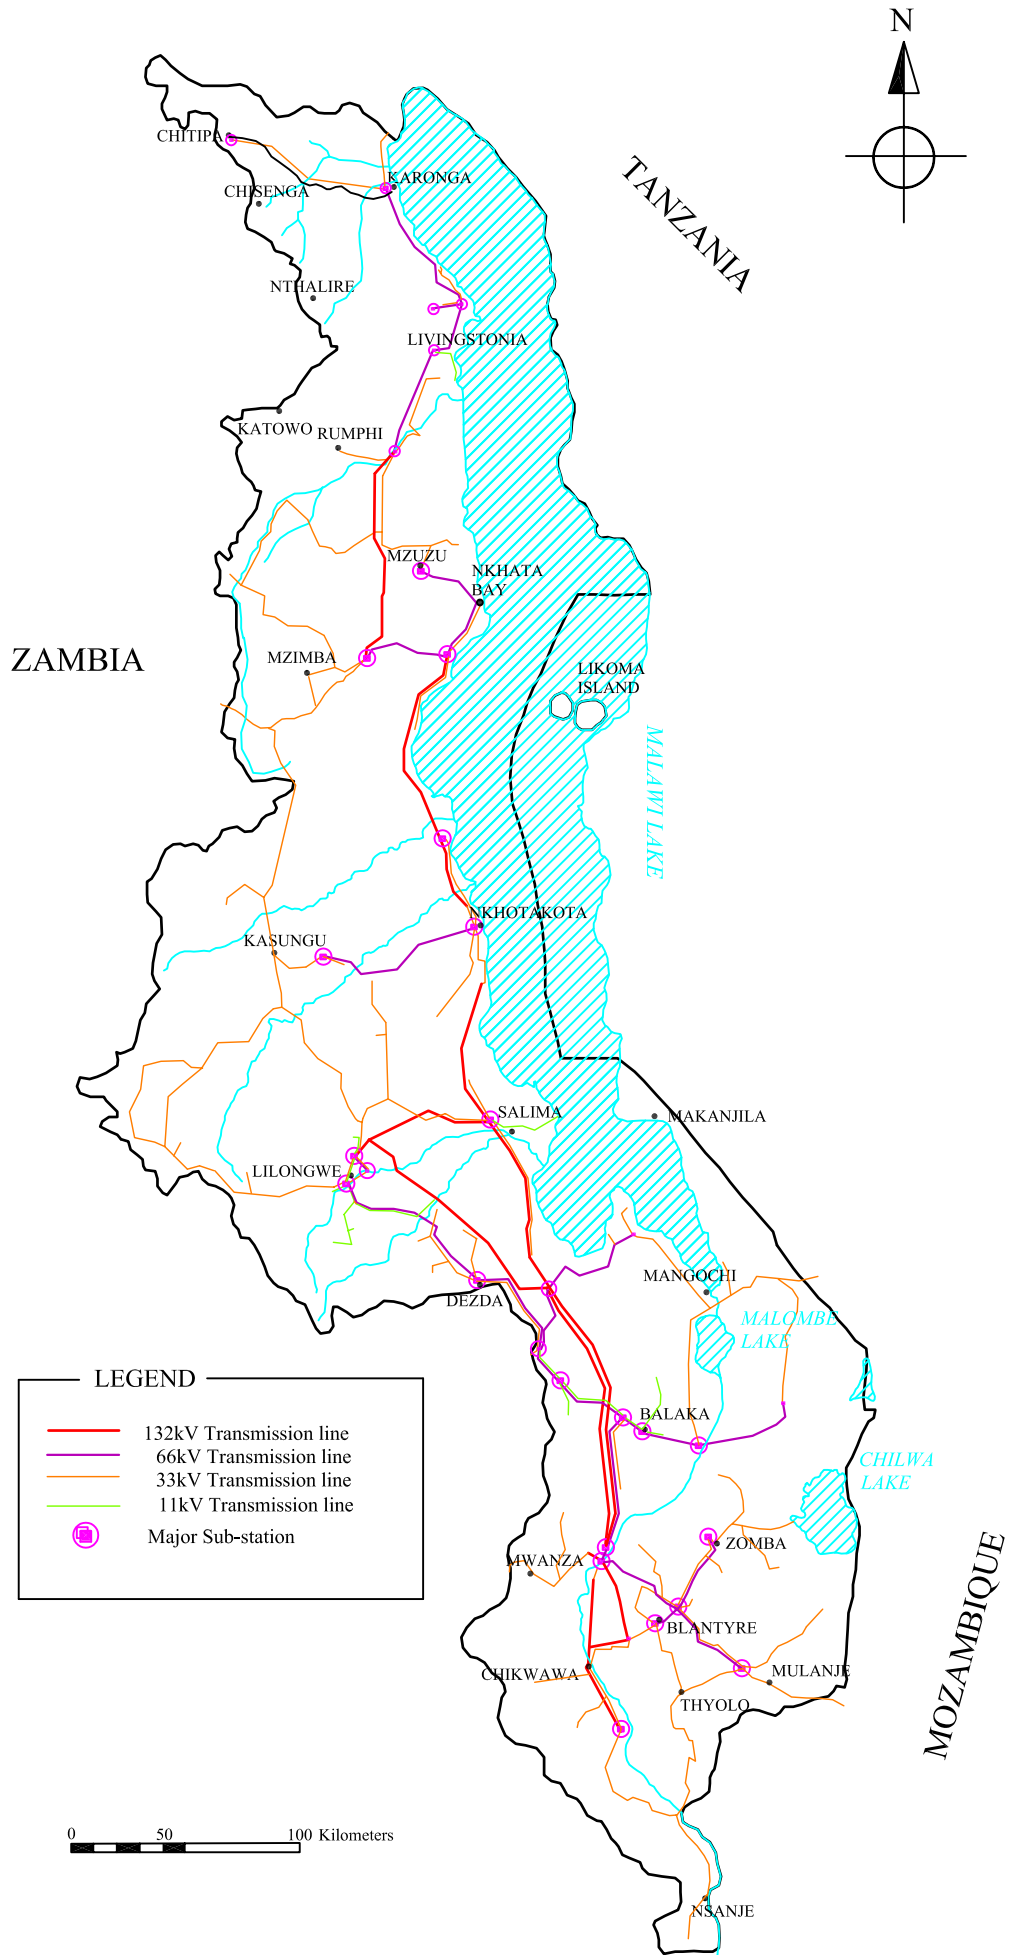 N
TANZANIA
CHITIPA
KARONGA
CHISENGA
NTHALIRE
LIVINGSTONIA
KATOWO
RUMPHI
MZUZU
NKHATA
BAY
ZAMBIA
MZIMBA
LIKOMA
ISLAND
MALAWI LAKE
NKHOTAKOTA
KASUNGU
SALIMA
MAKANJILA
LILONGWE
MANGOCHI
DEZDA
MALOMBE
LAKE
LEGEND
132kV Transmission line
66kV Transmission line
33kV Transmission line
11kV Transmission line
Major Sub-station
BALAKA
CHILWA
LAKE
ZOMBA
MWANZA
MOZAMBIQUE
BLANTYRE
CHIKWAWA
MULANJE
THYOLO
0 50 100 Kilometers
NSANJE